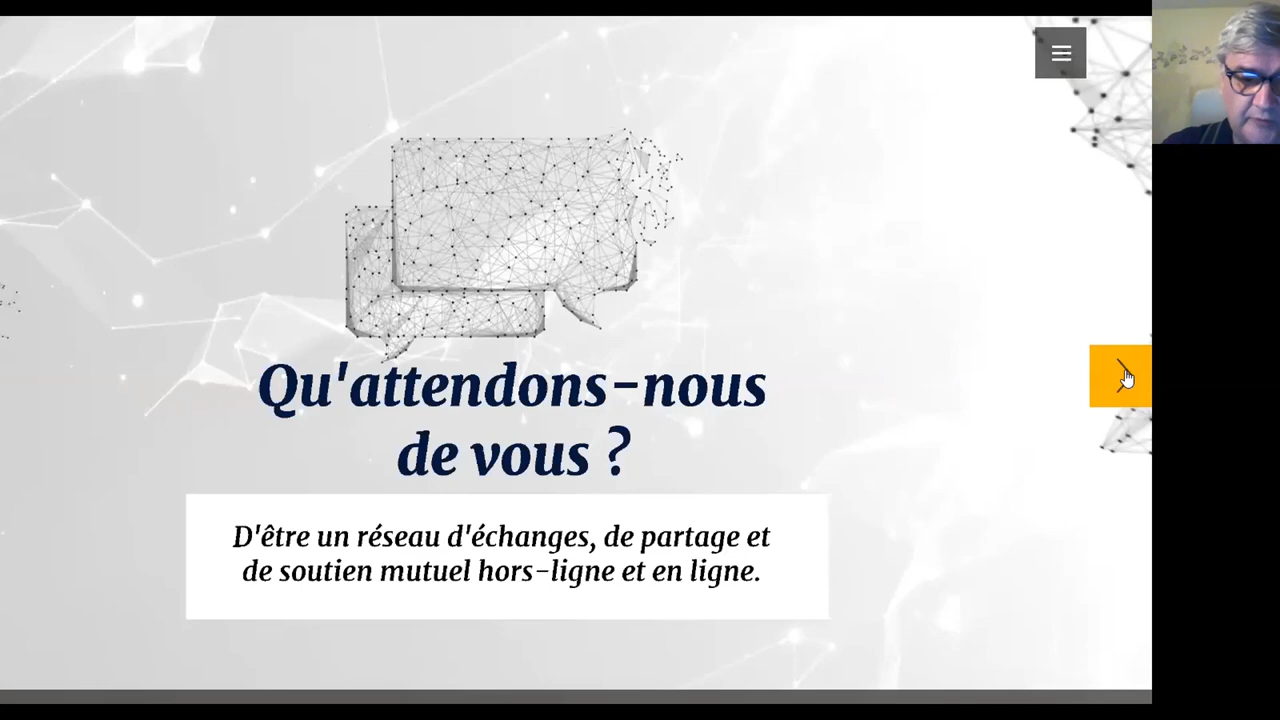 Qu'attendons-nous
de vous ?
D'être un réseau d'échanges, de partage et
de soutien mutuel hors-ligne et en ligne.